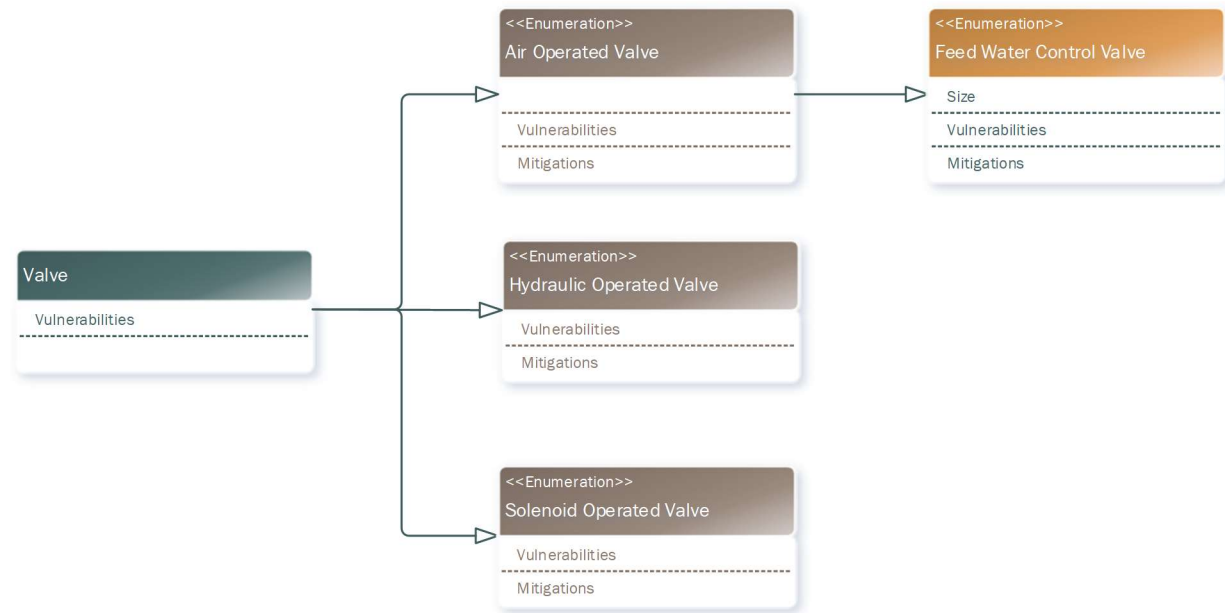 Valve
Vulnerabilities
<<Enumeration>>
Air Operated Valve
Vulnerabilities
Mitigations
<<Enumeration>>
Feed Water Control Valve
Size
Vulnerabilities
Mitigations
<<Enumeration>>
Hydraulic Operated Valve
Vulnerabilities
Mitigations
<<Enumeration>>
Solenoid Operated Valve
Vulnerabilities
Mitigations